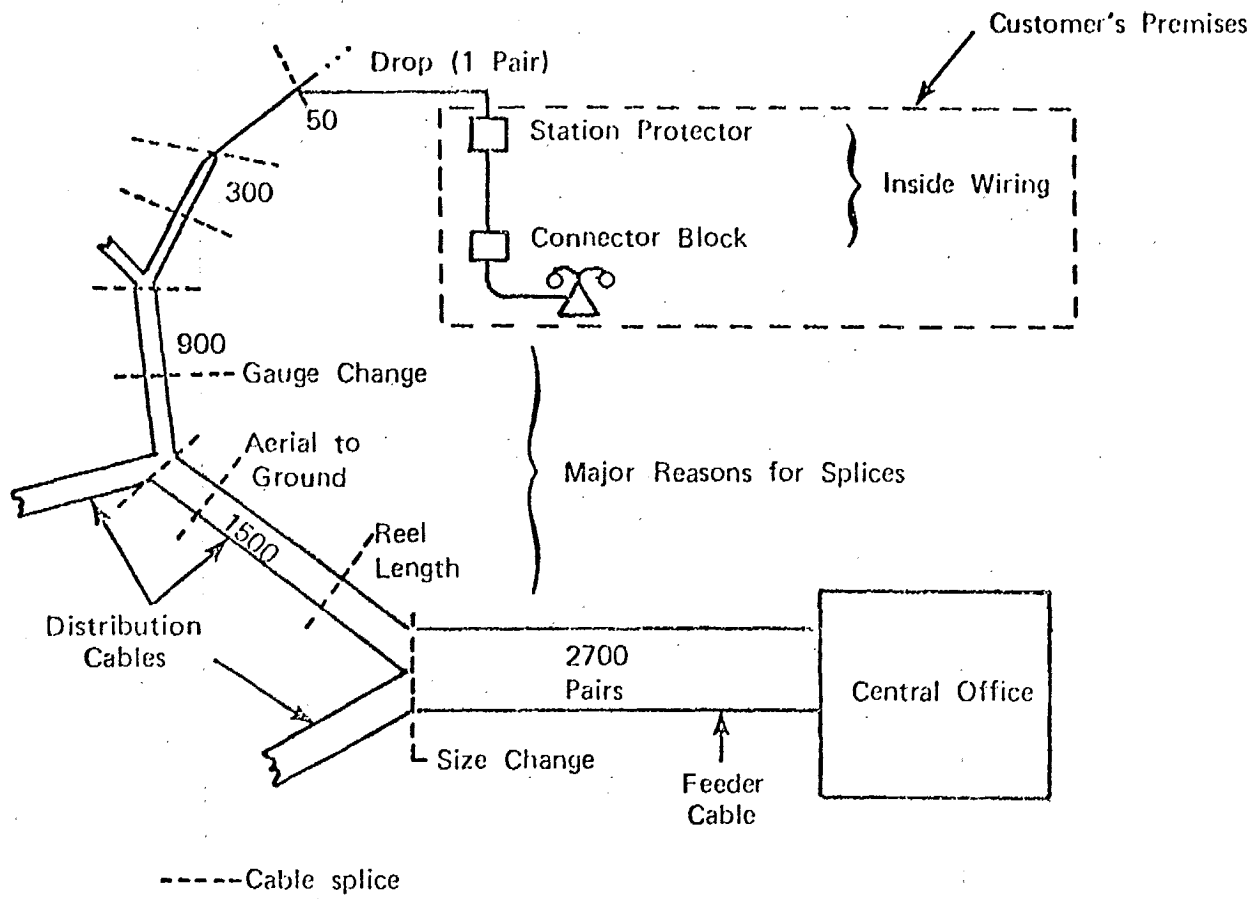 Customer's Premises
Drop (1 Pair)
50
Station Protector
Inside Wiring
300
Connector Block
900
Gauge Change
Aerial to
Ground
Major Reasons for Splices
1500
Reel
Length
Distribution
Cables
2700
Pairs
Central Office
Size Change
Feeder
Cable
Cable splice